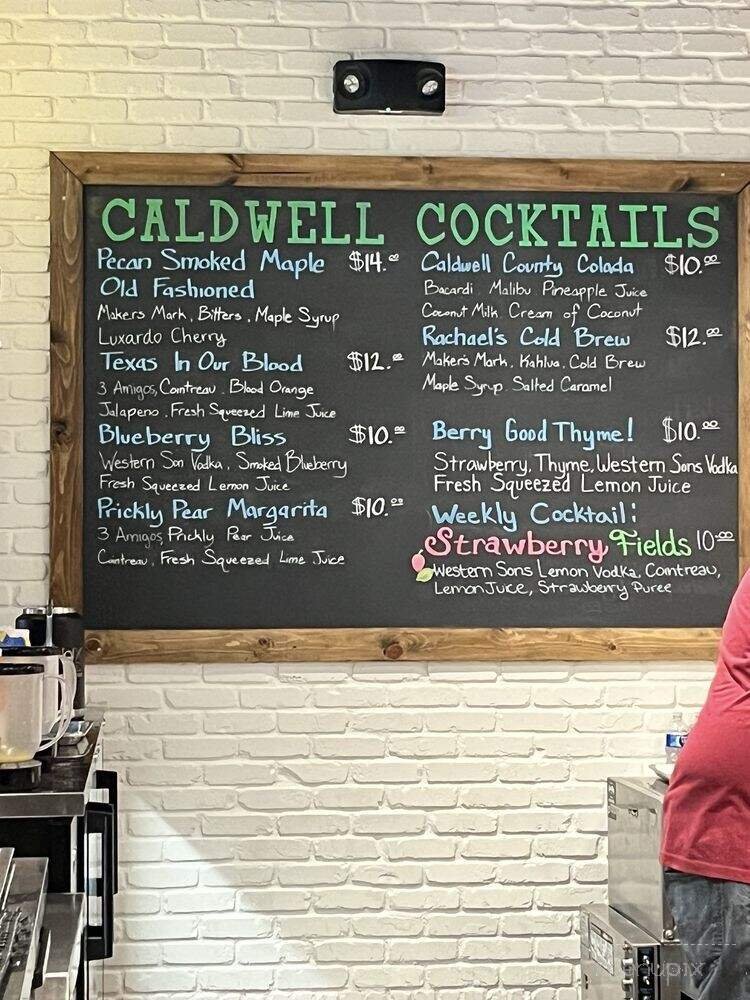 CALDWELL COCKTAILS
Pecan Smoked Maple $14.00
Old Fashioned
Makers Mark, Bitters, Maple Syrup
Luxardo Cherry
Texas In Our Blood $12.00
3 Amigos, Cointreau, Blood Orange
Jalapeno, Fresh Squeezed Lime Juice
Blueberry Bliss $10.00
Western Son Vodka, Smoked Blueberry
Fresh Squeezed Lemon Juice
Prickly Pear Margarita $10.00
3 Amigos, Prickly Pear Juice
Cointreau, Fresh Squeezed Lime Juice
Caldwell County Colada $10.00
Bacardi Malibu Pineapple Juice
Coconut Milk Cream of Coconut
Rachael's Cold Brew $12.00
Maker's Mark, Kahlua, Cold Brew
Maple Syrup Salted Caramel
Berry Good Thyme! $10.00
Strawberry, Thyme, Western Sons Vodka
Fresh Squeezed Lemon Juice
Weekly Cocktail:
Strawberry Fields 10.00
Western Sons Lemon Vodka, Comtreau,
Lemon Juice, Strawberry Puree
menupix